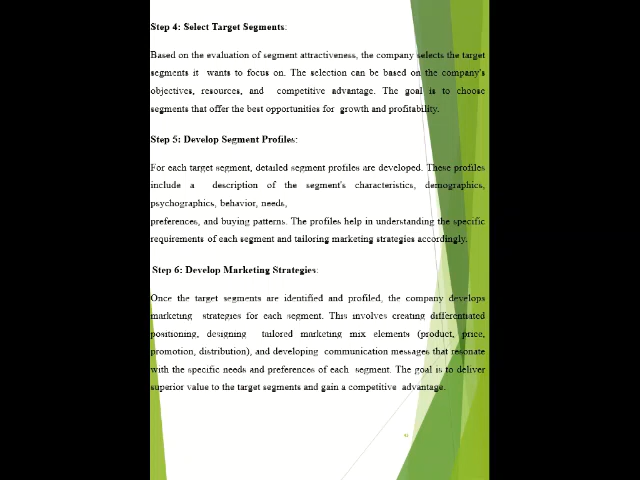 Step 4: Select Target Segments:
Based on the evaluation of segment attractiveness, the company selects the target
segments it wants to focus on. The selection can be based on the company's
objectives, resources, and competitive advantage. The goal is to choose
segments that offer the best opportunities for growth and profitability.
Step 5: Develop Segment Profiles:
For each target segment, detailed segment profiles are developed. These profiles
include a description of the segment's characteristics, demographics,
psychographics, behavior, needs,
preferences, and buying patterns. The profiles help in understanding the specific
requirements of each segment and tailoring marketing strategies accordingly.
Step 6: Develop Marketing Strategies:
Once the target segments are identified and profiled, the company develops
marketing strategies for each segment. This involves creating differentiated
positioning, designing tailored marketing mix elements (product, price,
promotion, distribution), and developing communication messages that resonate
with the specific needs and preferences of each segment. The goal is to deliver
superior value to the target segments and gain a competitive advantage.